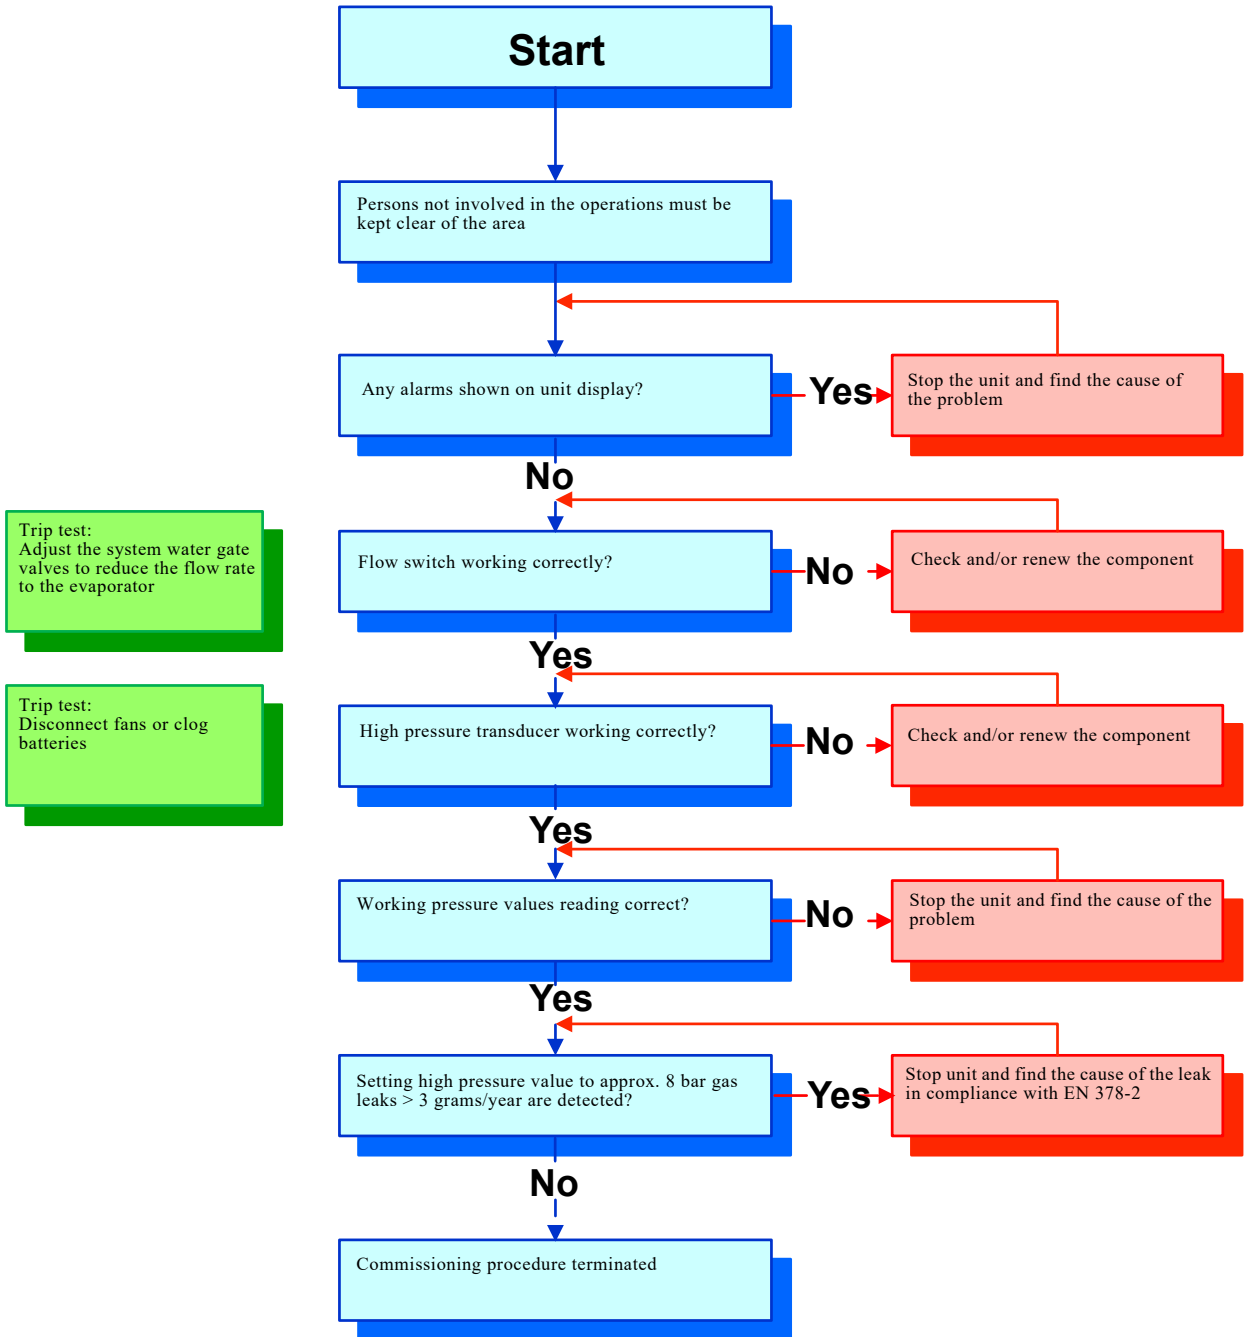 Start
Persons not involved in the operations must be
kept clear of the area
Any alarms shown on unit display?
Yes
Stop the unit and find the cause of
the problem
No
Trip test:
Adjust the system water gate
valves to reduce the flow rate
to the evaporator
Flow switch working correctly?
No
Check and/or renew the component
Yes
Trip test:
Disconnect fans or clog
batteries
High pressure transducer working correctly?
No
Check and/or renew the component
Yes
Working pressure values reading correct?
No
Stop the unit and find the cause of the
problem
Yes
Setting high pressure value to approx. 8 bar gas
leaks > 3 grams/year are detected?
Yes
Stop unit and find the cause of the leak
in compliance with EN 378-2
No
Commissioning procedure terminated